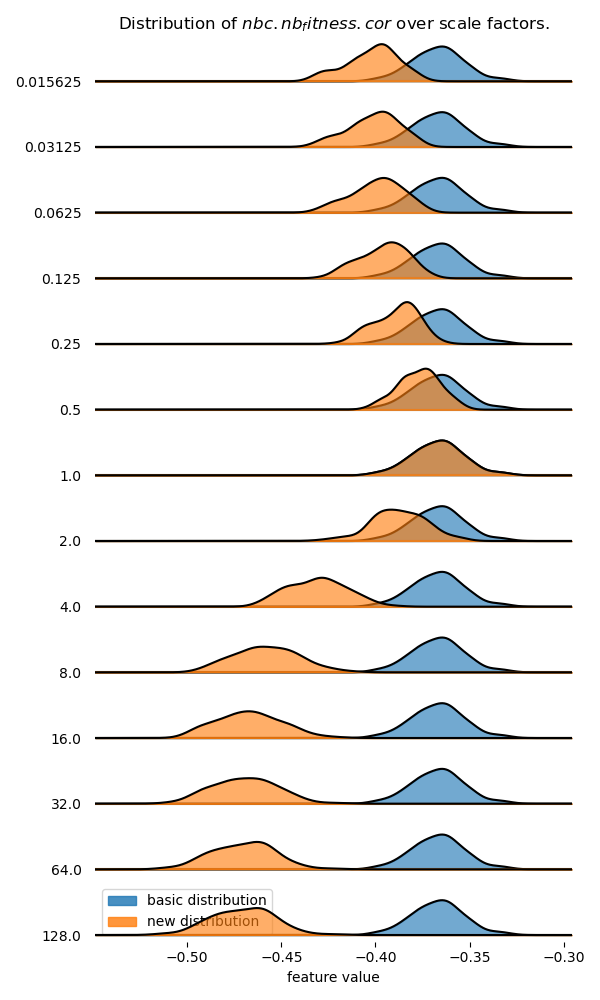 Distribution of nbc.nb_fitness.cor over scale factors.
0.015625
0.03125
0.0625
0.125
0.25
0.5
1.0
2.0
4.0
8.0
16.0
32.0
64.0
128.0
basic distribution
new distribution
−0.50 −0.45 −0.40 −0.35 −0.30
feature value